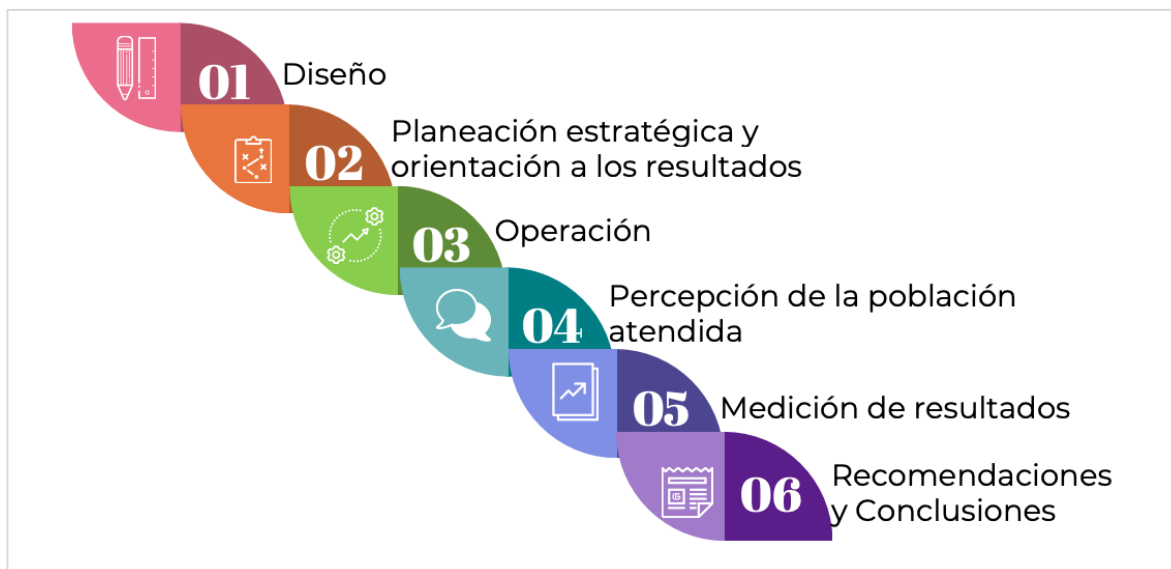 01 Diseño
02 Planeación estratégica y
orientación a los resultados
03 Operación
04 Percepción de la población
atendida
05 Medición de resultados
06 Recomendaciones
y Conclusiones